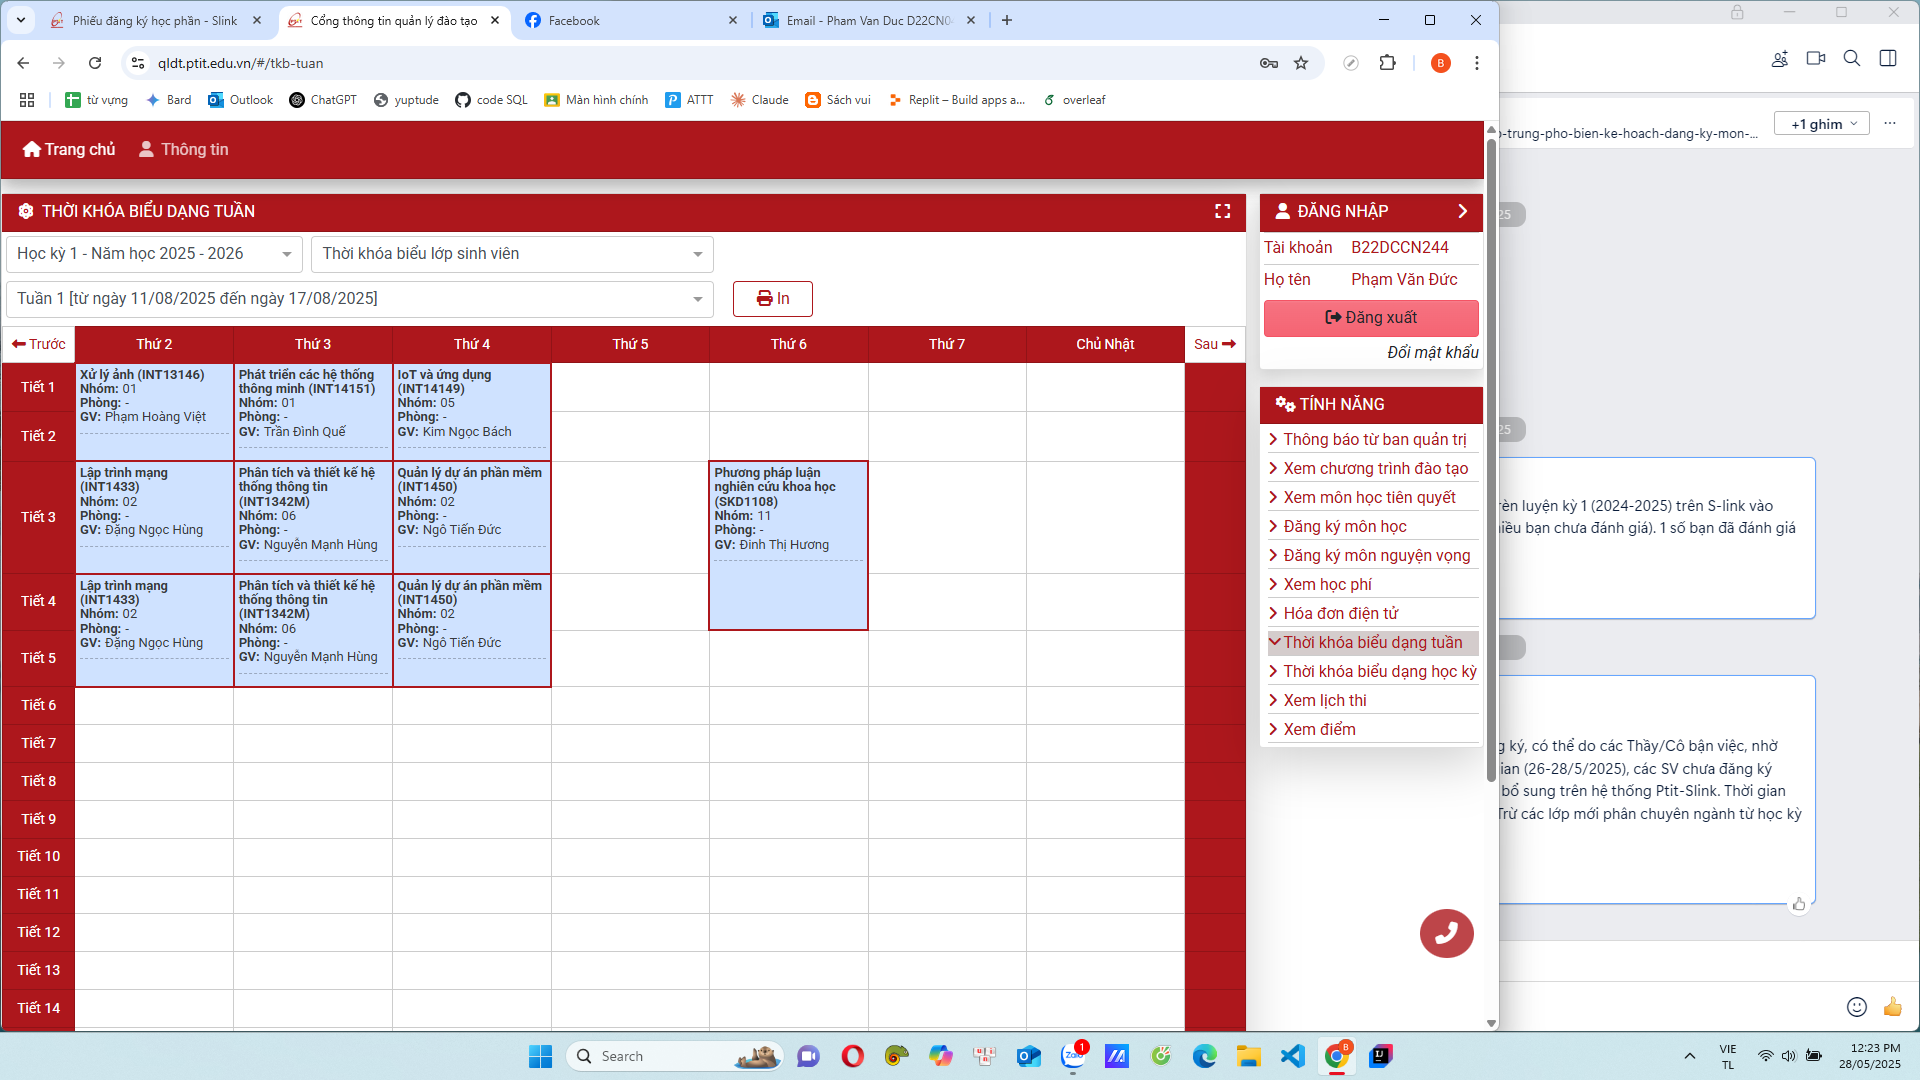 Phiếu đăng ký học phần - Slink
Cổng thông tin quản lý đào tạo
Facebook
Email - Pham Van Duc D22CN0
qldt.ptit.edu.vn/#/tkb-tuan
B
từ vựng
Bard
Outlook
ChatGPT
yuptude
code SQL
Màn hình chính
ATTT
Claude
Sách vui
Replit – Build apps a...
overleaf
Trang chủ
Thông tin
THỜI KHÓA BIỂU DẠNG TUẦN
Học kỳ 1 - Năm học 2025 - 2026
Thời khóa biểu lớp sinh viên
Tuần 1 [từ ngày 11/08/2025 đến ngày 17/08/2025]
In
Trước
Thứ 2
Thứ 3
Thứ 4
Thứ 5
Thứ 6
Thứ 7
Chủ Nhật
Sau
Tiết 1
Tiết 2
Tiết 3
Tiết 4
Tiết 5
Tiết 6
Tiết 7
Tiết 8
Tiết 9
Tiết 10
Tiết 11
Tiết 12
Tiết 13
Tiết 14
Xử lý ảnh (INT13146)
Nhóm: 01
Phòng: -
GV: Phạm Hoàng Việt
Lập trình mạng
(INT1433)
Nhóm: 02
Phòng: -
GV: Đặng Ngọc Hùng
Lập trình mạng
(INT1433)
Nhóm: 02
Phòng: -
GV: Đặng Ngọc Hùng
Phát triển các hệ thống
thông minh (INT14151)
Nhóm: 01
Phòng: -
GV: Trần Đình Quế
Phân tích và thiết kế hệ
thống thông tin
(INT1342M)
Nhóm: 06
Phòng: -
GV: Nguyễn Mạnh Hùng
Phân tích và thiết kế hệ
thống thông tin
(INT1342M)
Nhóm: 06
Phòng: -
GV: Nguyễn Mạnh Hùng
IoT và ứng dụng
(INT14149)
Nhóm: 05
Phòng: -
GV: Kim Ngọc Bách
Quản lý dự án phần mềm
(INT1450)
Nhóm: 02
Phòng: -
GV: Ngô Tiến Đức
Quản lý dự án phần mềm
(INT1450)
Nhóm: 02
Phòng: -
GV: Ngô Tiến Đức
Phương pháp luận
nghiên cứu khoa học
(SKD1108)
Nhóm: 11
Phòng: -
GV: Đinh Thị Hương
ĐĂNG NHẬP
Tài khoản B22DCCN244
Họ tên Phạm Văn Đức
Đăng xuất
Đổi mật khẩu
TÍNH NĂNG
Thông báo từ ban quản trị
Xem chương trình đào tạo
Xem môn học tiên quyết
Đăng ký môn học
Đăng ký môn nguyện vọng
Xem học phí
Hóa đơn điện tử
Thời khóa biểu dạng tuần
Thời khóa biểu dạng học kỳ
Xem lịch thi
Xem điểm
-trung-pho-bien-ke-hoach-dang-ky-mon-...
+1 ghim
25
25
rèn luyện kỳ 1 (2024-2025) trên S-link vào
iều bạn chưa đánh giá). 1 số bạn đã đánh giá
g ký, có thể do các Thầy/Cô bận việc, nhờ
ian (26-28/5/2025), các SV chưa đăng ký
bổ sung trên hệ thống Ptit-Slink. Thời gian
Trừ các lớp mới phân chuyên ngành từ học kỳ
Search
Zalo
1
B
VIE
TL
12:23 PM
28/05/2025